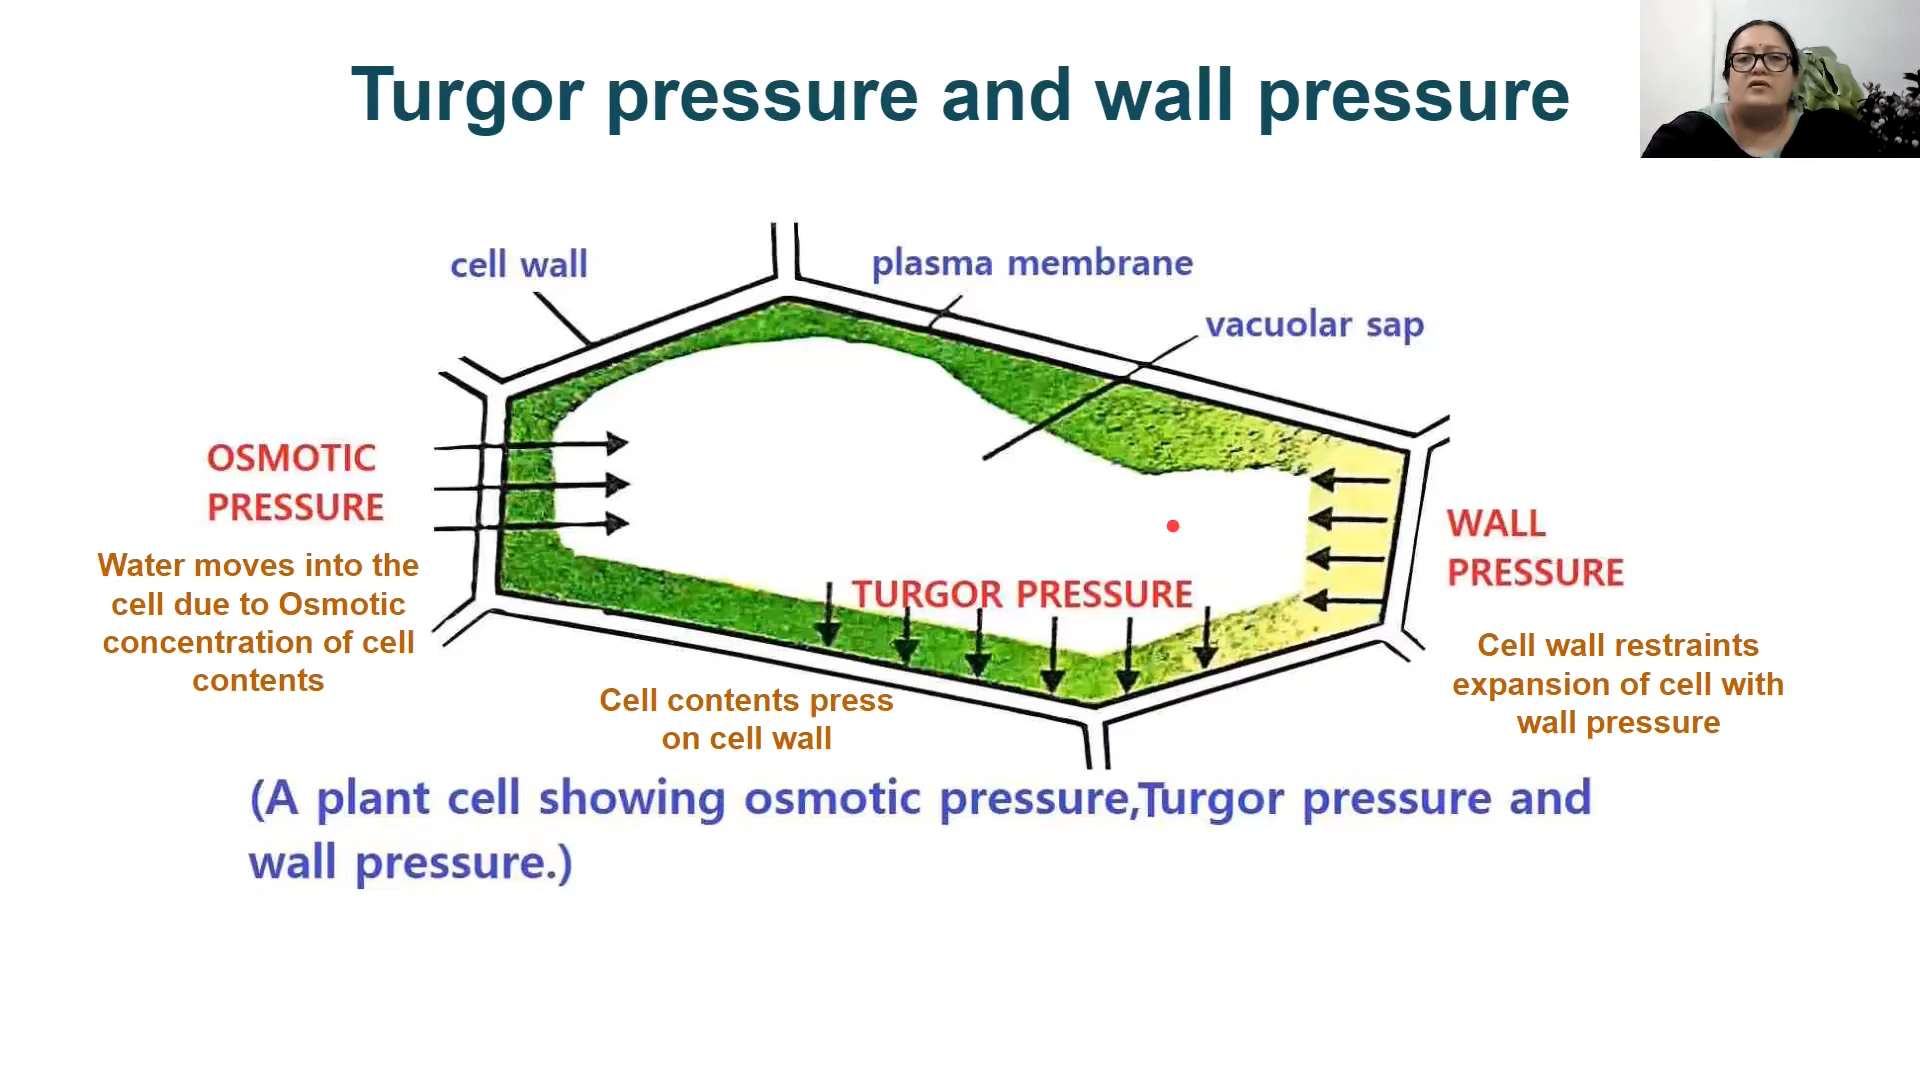 Turgor pressure and wall pressure
cell wall
plasma membrane
vacuolar sap
OSMOTIC
PRESSURE
Water moves into the
cell due to Osmotic
concentration of cell
contents
TURGOR PRESSURE
Cell contents press
on cell wall
WALL
PRESSURE
Cell wall restraints
expansion of cell with
wall pressure
(A plant cell showing osmotic pressure,Turgor pressure and
wall pressure.)